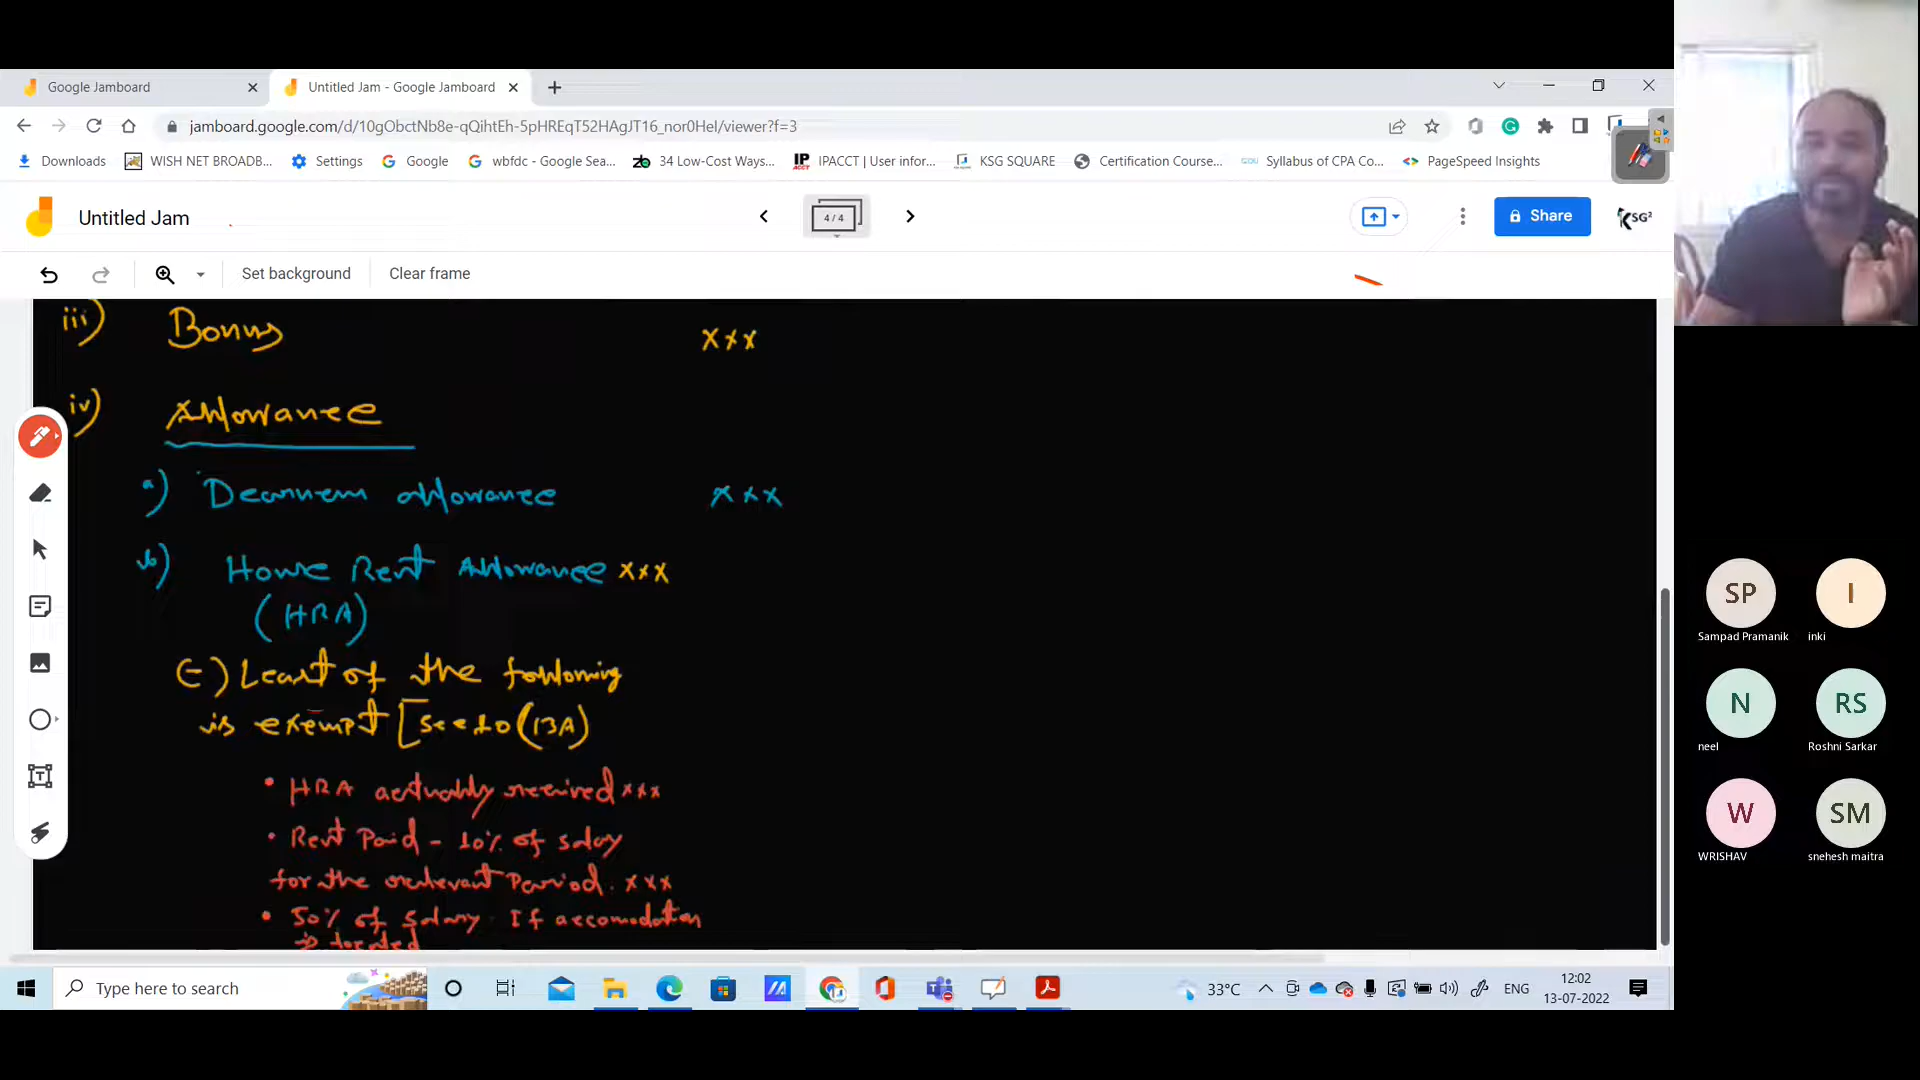 Google Jamboard
Untitled Jam - Google Jamboard
jamboard.google.com/d/10gObctNb8e-qQihtEh-5pHREqT52HAgJT16_nor0HeI/viewer?f=3
Downloads
WISH NET BROADB...
Settings
Google
wbfdc - Google Sea...
34 Low-Cost Ways...
IPACCT | User infor...
KSG SQUARE
Certification Course...
Syllabus of CPA Co...
PageSpeed Insights
Untitled Jam
4 / 4
Share
KSG²
Set background
Clear frame
iii) Bonus xxx
iv) Allowance
a) Dearness allowance xxx
b) House Rent Allowance xxx
(HRA)
(-) Least of the following
is exempt [Sec 10 (13A)
• HRA actually received xxx
• Rent Paid - 10% of salary
for the relevant Period. xxx
• 50% of salary. If accomodation
is located
SP
Sampad Pramanik
I
inki
N
neel
RS
Roshni Sarkar
W
WRISHAV
SM
snehesh maitra
Type here to search
33°C
ENG
12:02
13-07-2022